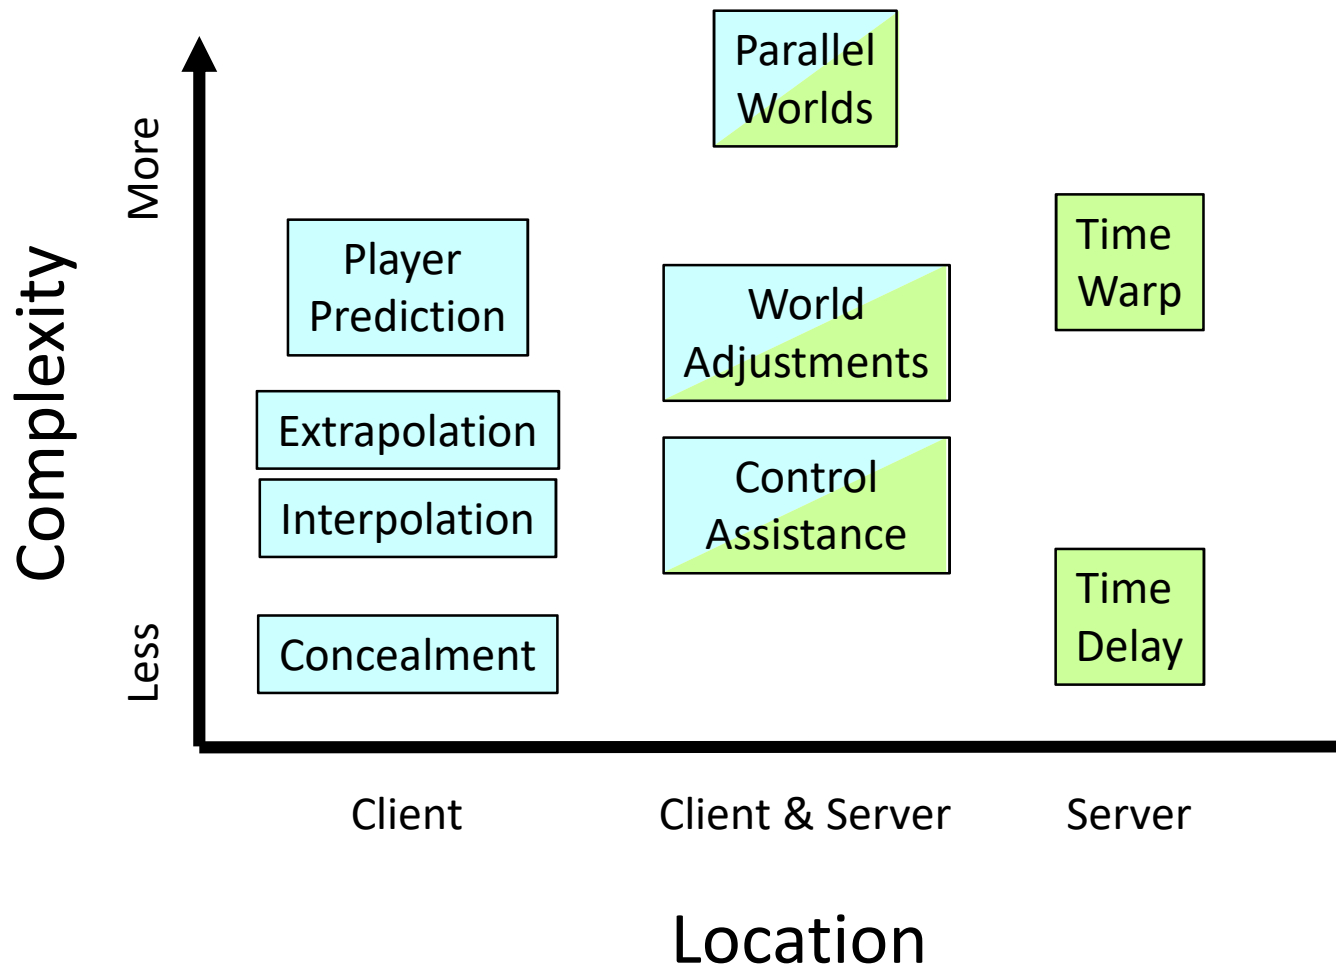 Parallel
Worlds
More
Time
Warp
Player
Prediction
World
Adjustments
Complexity
Extrapolation
Control
Assistance
Interpolation
Time
Delay
Less
Concealment
Client
Client & Server
Server
Location